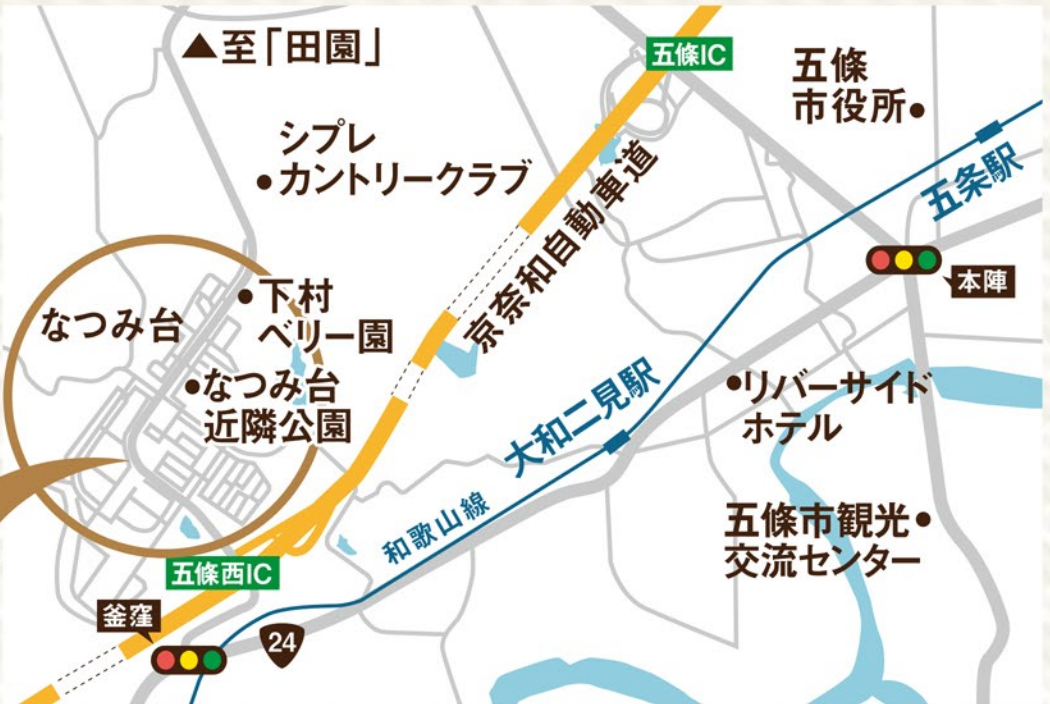 ▲至「田園」
五條IC
五條
市役所
シプレ
カントリークラブ
五条駅
京奈和自動車道
本陣
下村
ベリー園
なつみ台
なつみ台
近隣公園
大和二見駅
リバーサイド
ホテル
和歌山線
五條市観光
交流センター
五條西IC
釜窪
24